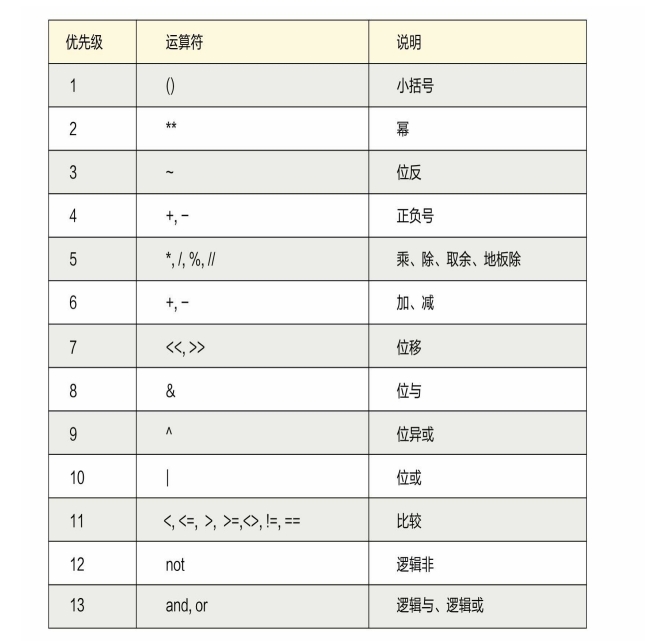 优先级 运算符 说明
1 () 小括号
2 ** 幂
3 ~ 位反
4 +, − 正负号
5 *, /, %, // 乘、除、取余、地板除
6 +, − 加、减
7 <<, >> 位移
8 & 位与
9 ^ 位异或
10 | 位或
11 <, <=, >, >=,<>, !=, == 比较
12 not 逻辑非
13 and, or 逻辑与、逻辑或